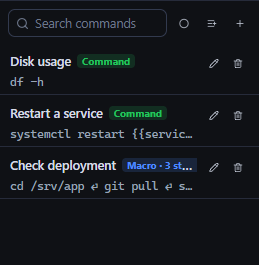 Search commands
Disk usage Command
df -h
Restart a service Command
systemctl restart {{servic…
Check deployment Macro · 3 st…
cd /srv/app ↵ git pull ↵ s…